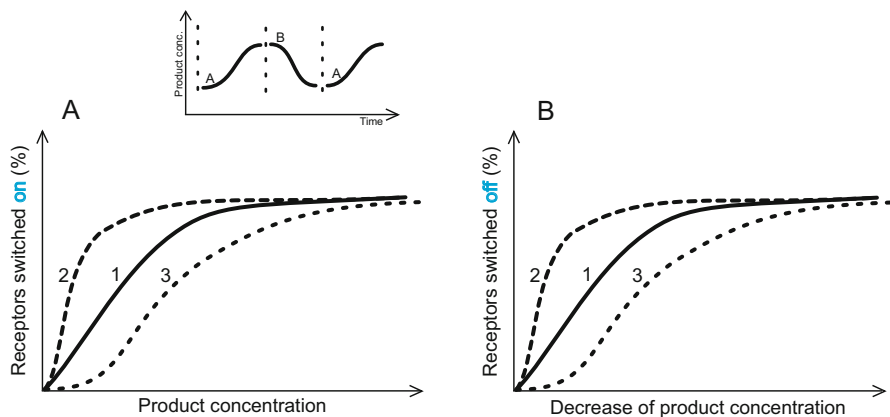 Product conc.
A
B
A
Time
A
B
Receptors switched on (%)
2
1
3
Product concentration
Receptors switched off (%)
2
1
3
Decrease of product concentration